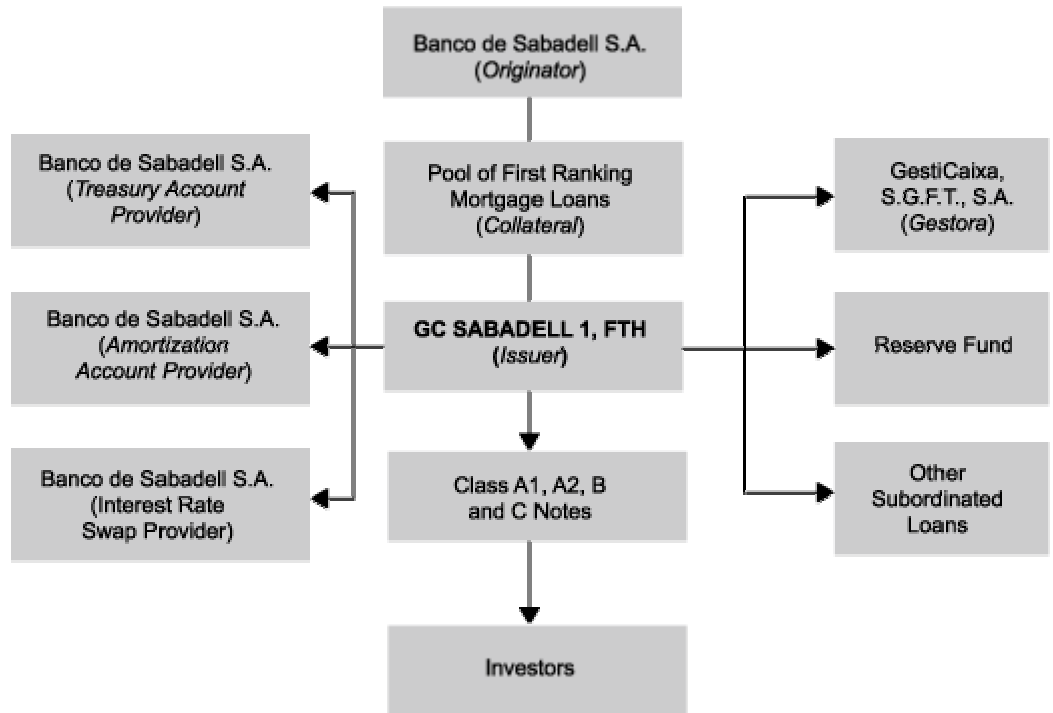 Banco de Sabadell S.A.
(Originator)
Banco de Sabadell S.A.
(Treasury Account
Provider)
Pool of First Ranking
Mortgage Loans
(Collateral)
GestiCaixa,
S.G.F.T., S.A.
(Gestora)
Banco de Sabadell S.A.
(Amortization
Account Provider)
GC SABADELL 1, FTH
(Issuer)
Reserve Fund
Banco de Sabadell S.A.
(Interest Rate
Swap Provider)
Class A1, A2, B
and C Notes
Other
Subordinated
Loans
Investors